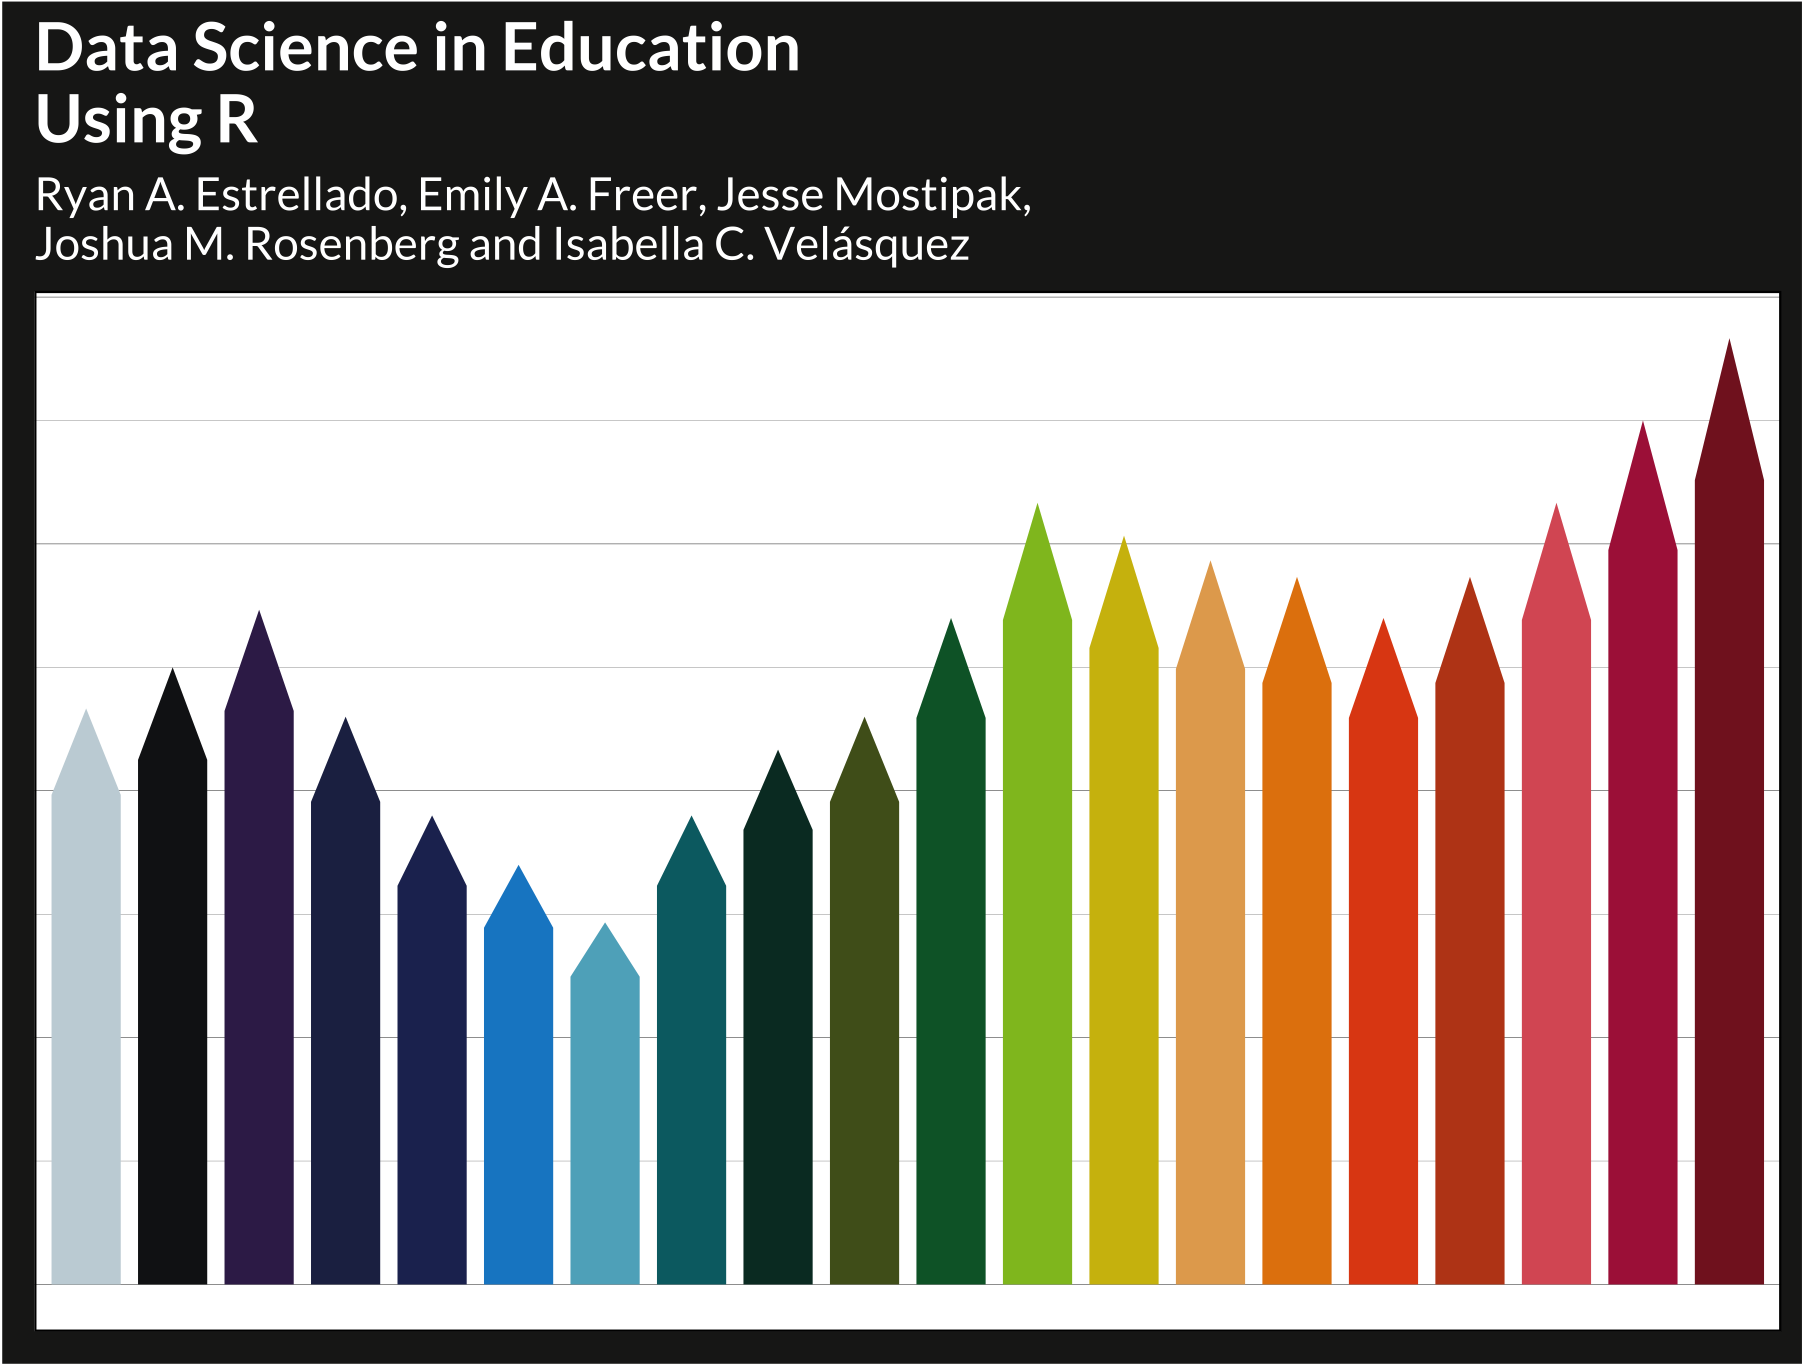 Data Science in Education
Using R
Ryan A. Estrellado, Emily A. Freer, Jesse Mostipak,
Joshua M. Rosenberg and Isabella C. Velásquez